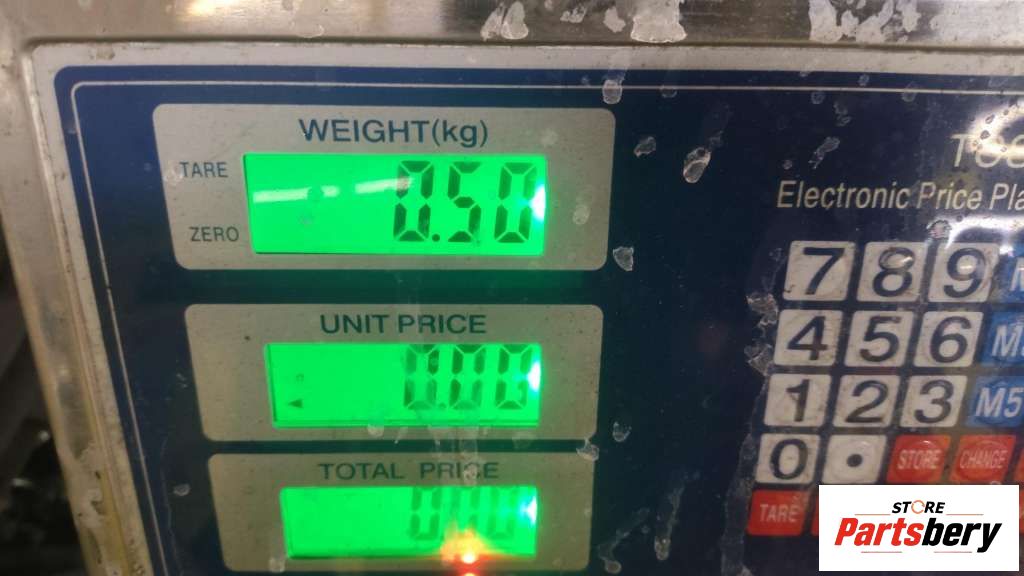 WEIGHT(kg)
TARE
0.50
ZERO
UNIT PRICE
0.00
TOTAL PRICE
Electronic Price
7 8 9
4 5 6
1 2 3 M5
0 . STORE CHANGE
TARE
STORE
Partsbery